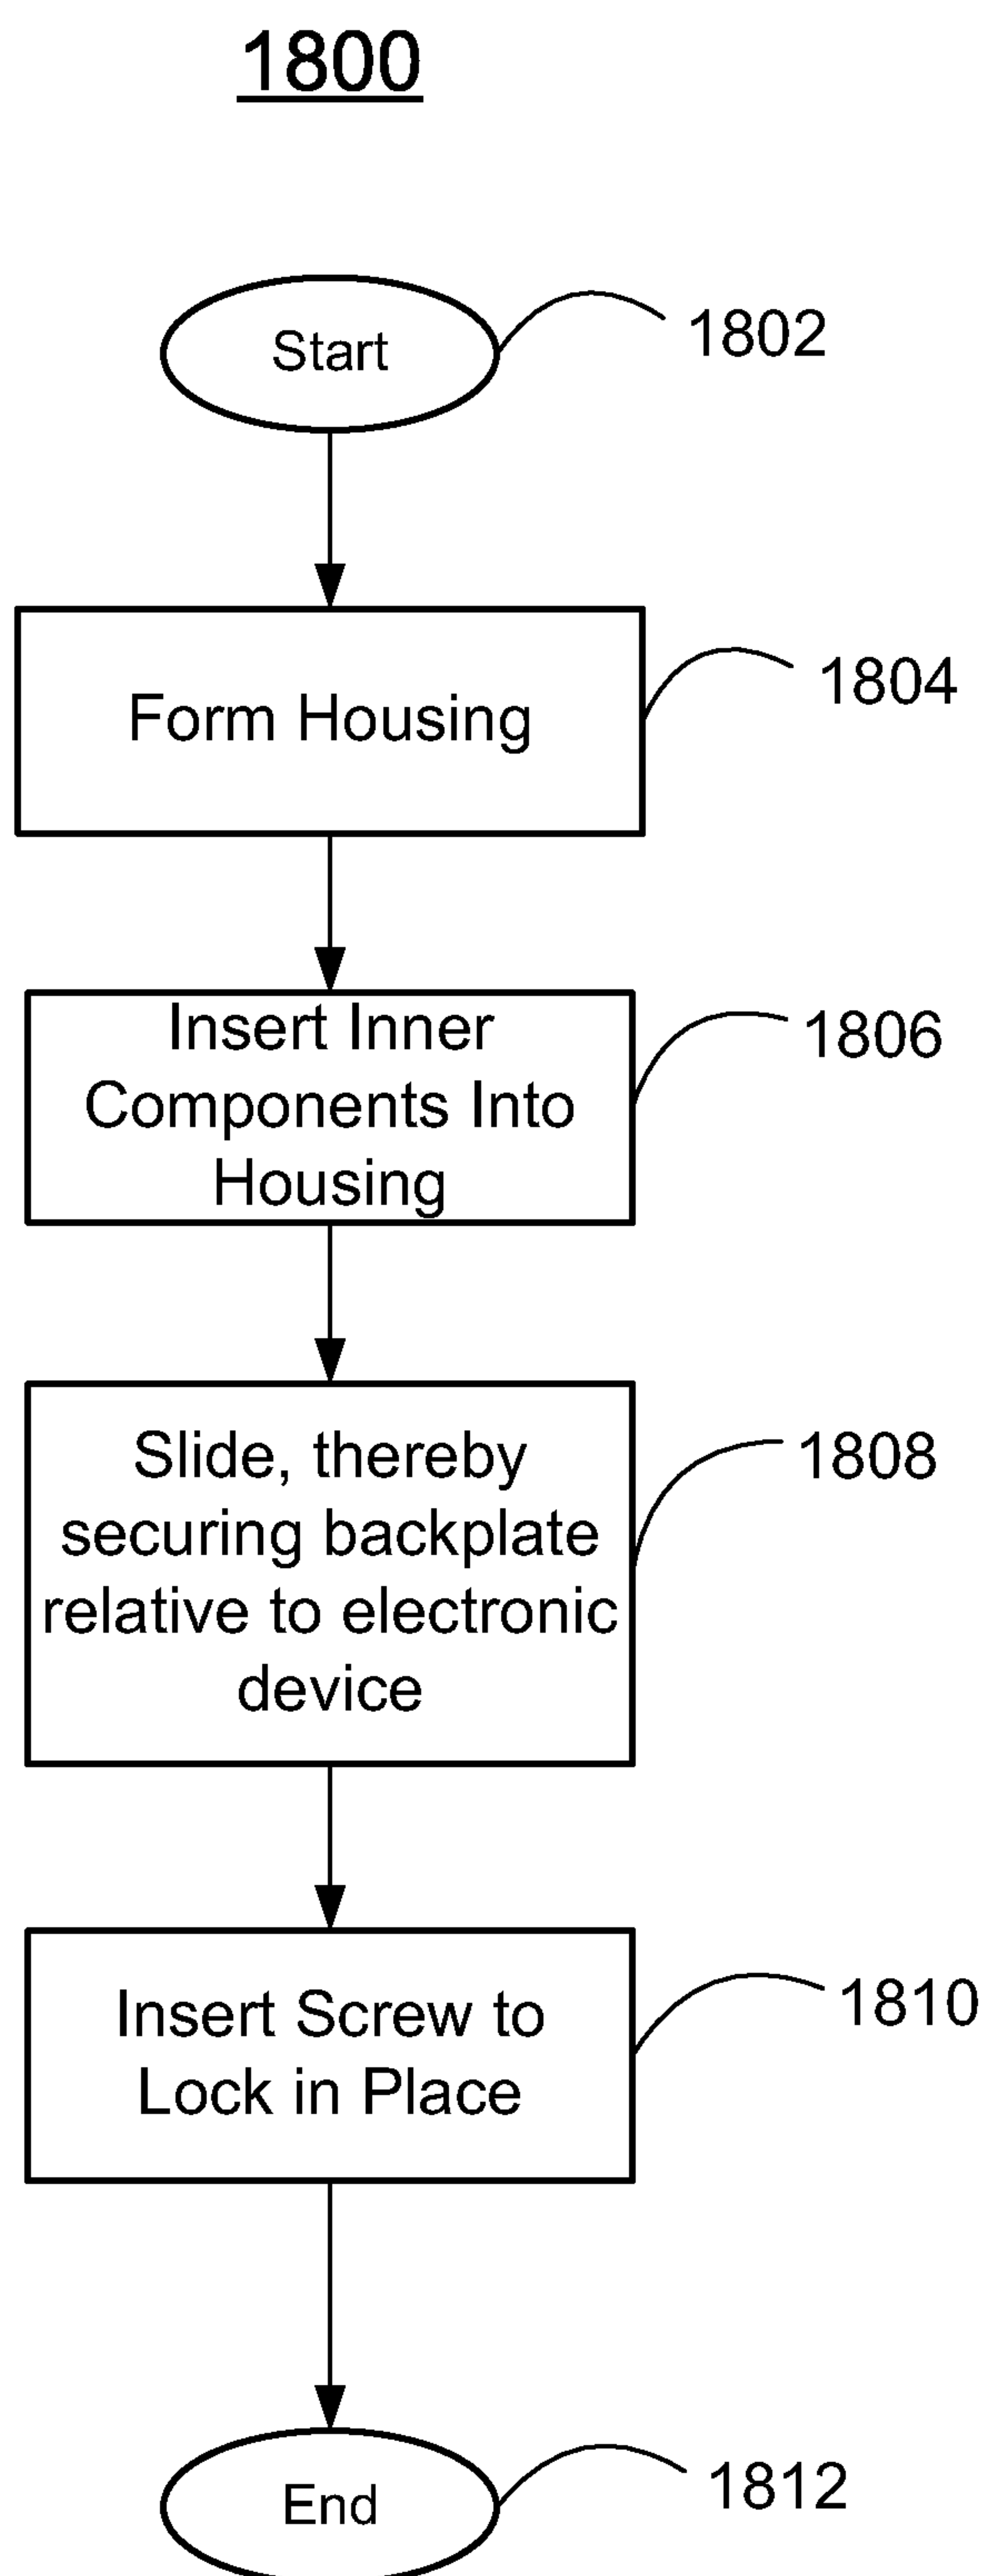 1800
Start
1802
Form Housing
1804
Insert Inner
Components Into
Housing
1806
Slide, thereby
securing backplate
relative to electronic
device
1808
Insert Screw to
Lock in Place
1810
End
1812